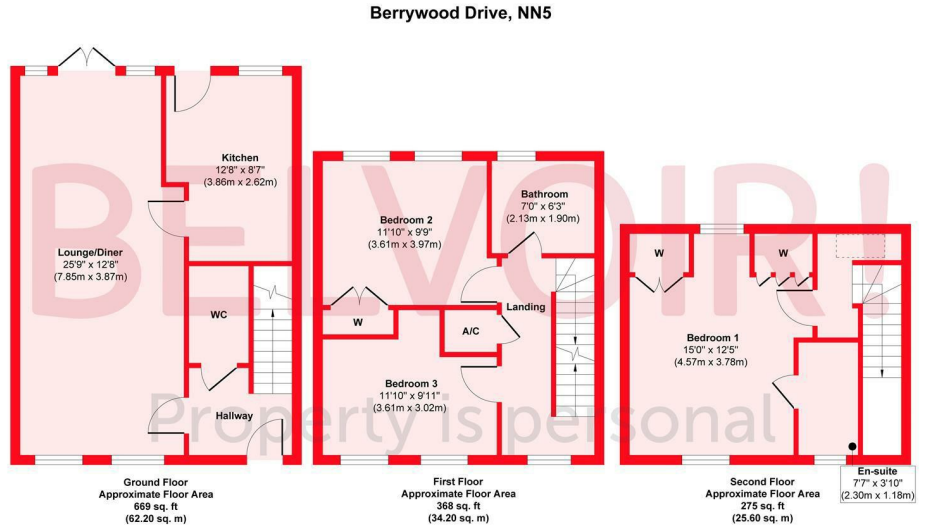 Berrywood Drive, NN5
BELVOIR!
Property is personal
Kitchen
12'8" x 8'7"
(3.86m x 2.62m)
Lounge/Diner
25'9" x 12'8"
(7.85m x 3.87m)
WC
Hallway
Ground Floor
Approximate Floor Area
669 sq. ft
(62.20 sq. m)
Bathroom
7'0" x 6'3"
(2.13m x 1.90m)
Bedroom 2
11'10" x 9'9"
(3.61m x 3.97m)
Landing
W
A/C
Bedroom 3
11'10" x 9'11"
(3.61m x 3.02m)
First Floor
Approximate Floor Area
368 sq. ft
(34.20 sq. m)
W
W
Bedroom 1
15'0" x 12'5"
(4.57m x 3.78m)
En-suite
7'7" x 3'10"
(2.30m x 1.18m)
Second Floor
Approximate Floor Area
275 sq. ft
(25.60 sq. m)